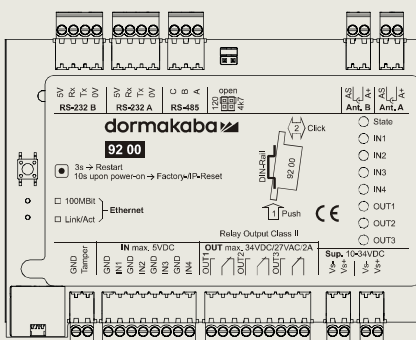 5V Rx Tx 0V
RS-232 B
5V Rx Tx 0V
RS-232 A
C B A
RS-485
open
120
4k7
AS A+
Ant. B
AS A+
Ant. A
dormakaba
92 00
3s → Restart
10s upon power-on → Factory-/IP-Reset
100MBit
Link/Act
Ethernet
DIN-Rail
92 00
2 Click
1 Push
CE
State
IN1
IN2
IN3
IN4
OUT1
OUT2
OUT3
Relay Output Class II
GND
Tamper
IN max. 5VDC
GND IN1 IN2 GND IN3 IN4
OUT max. 34VDC/27VAC/2A
OUT1 OUT2 OUT3
Sup. 10-34VDC
Vs- Vs+ Vs- Vs+